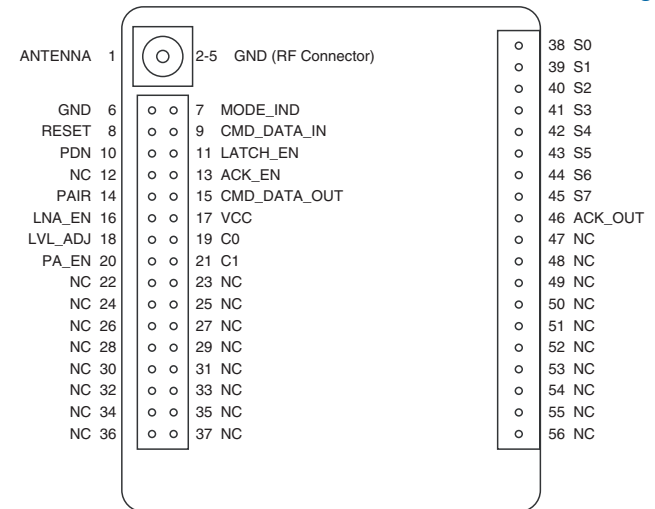 38 S0
ANTENNA 1 2-5 GND (RF Connector) 39 S1
40 S2
GND 6 7 MODE_IND 41 S3
RESET 8 9 CMD_DATA_IN 42 S4
PDN 10 11 LATCH_EN 43 S5
NC 12 13 ACK_EN 44 S6
PAIR 14 15 CMD_DATA_OUT 45 S7
LNA_EN 16 17 VCC 46 ACK_OUT
LVL_ADJ 18 19 C0 47 NC
PA_EN 20 21 C1 48 NC
NC 22 23 NC 49 NC
NC 24 25 NC 50 NC
NC 26 27 NC 51 NC
NC 28 29 NC 52 NC
NC 30 31 NC 53 NC
NC 32 33 NC 54 NC
NC 34 35 NC 55 NC
NC 36 37 NC 56 NC